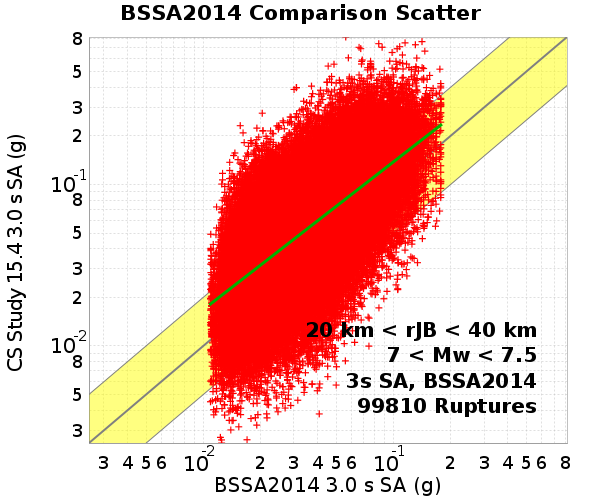 BSSA2014 Comparison Scatter
CS Study 15.4 3.0 s SA (g)
8
5
3
2
10-1
8
5
3
2
10-2
8
5
3
20 km < rJB < 40 km
7 < Mw < 7.5
3s SA, BSSA2014
99810 Ruptures
3 4 5 6 10-2 2 3 4 5 6 10-1 2 3 4 5 6 8
BSSA2014 3.0 s SA (g)